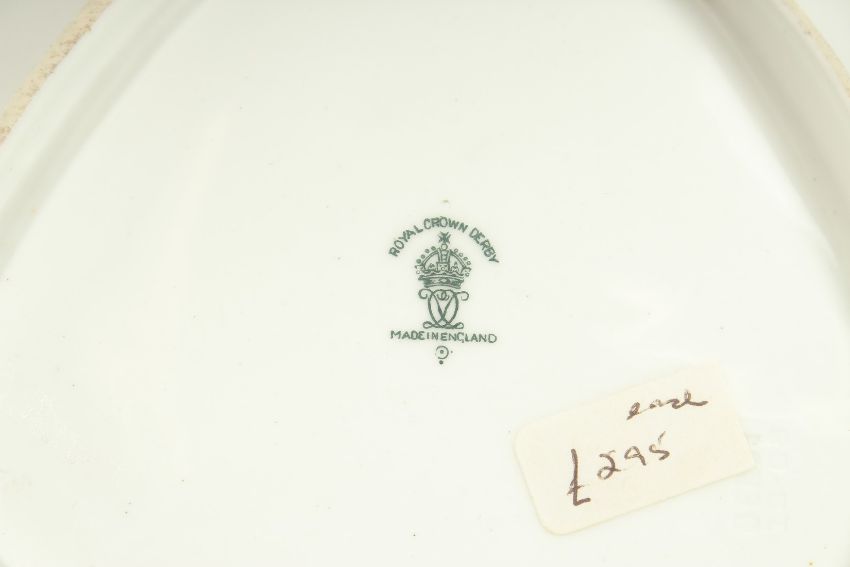 ROYAL CROWN DERBY
MADE IN ENGLAND
each
£295